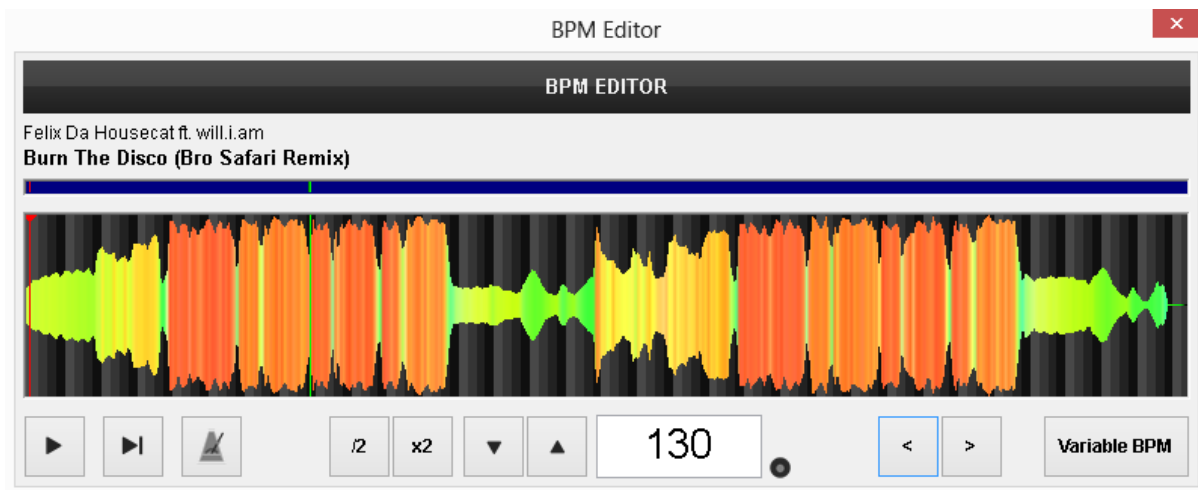 BPM Editor
BPM EDITOR
Felix Da Housecat ft. will.i.am
Burn The Disco (Bro Safari Remix)
/2 x2 130 < > Variable BPM